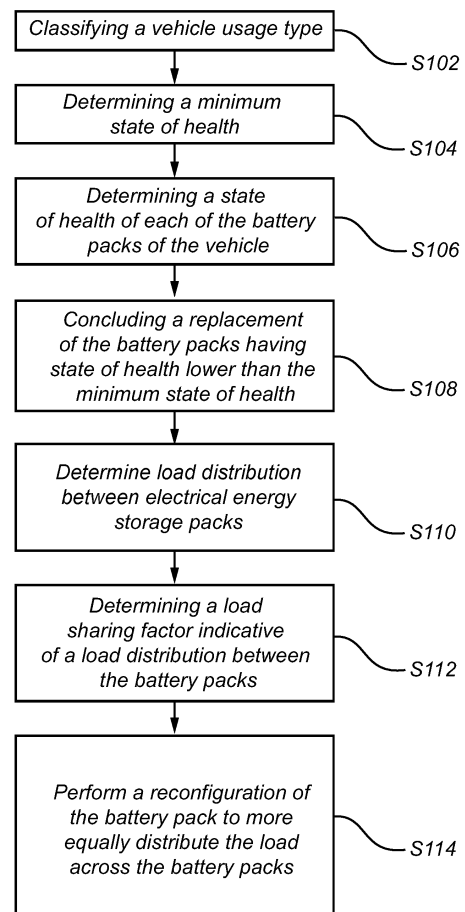 Classifying a vehicle usage type
S102
Determining a minimum
state of health
S104
Determining a state
of health of each of the battery
packs of the vehicle
S106
Concluding a replacement
of the battery packs having
state of health lower than the
minimum state of health
S108
Determine load distribution
between electrical energy
storage packs
S110
Determining a load
sharing factor indicative
of a load distribution between
the battery packs
S112
Perform a reconfiguration of
the battery pack to more
equally distribute the load
across the battery packs
S114